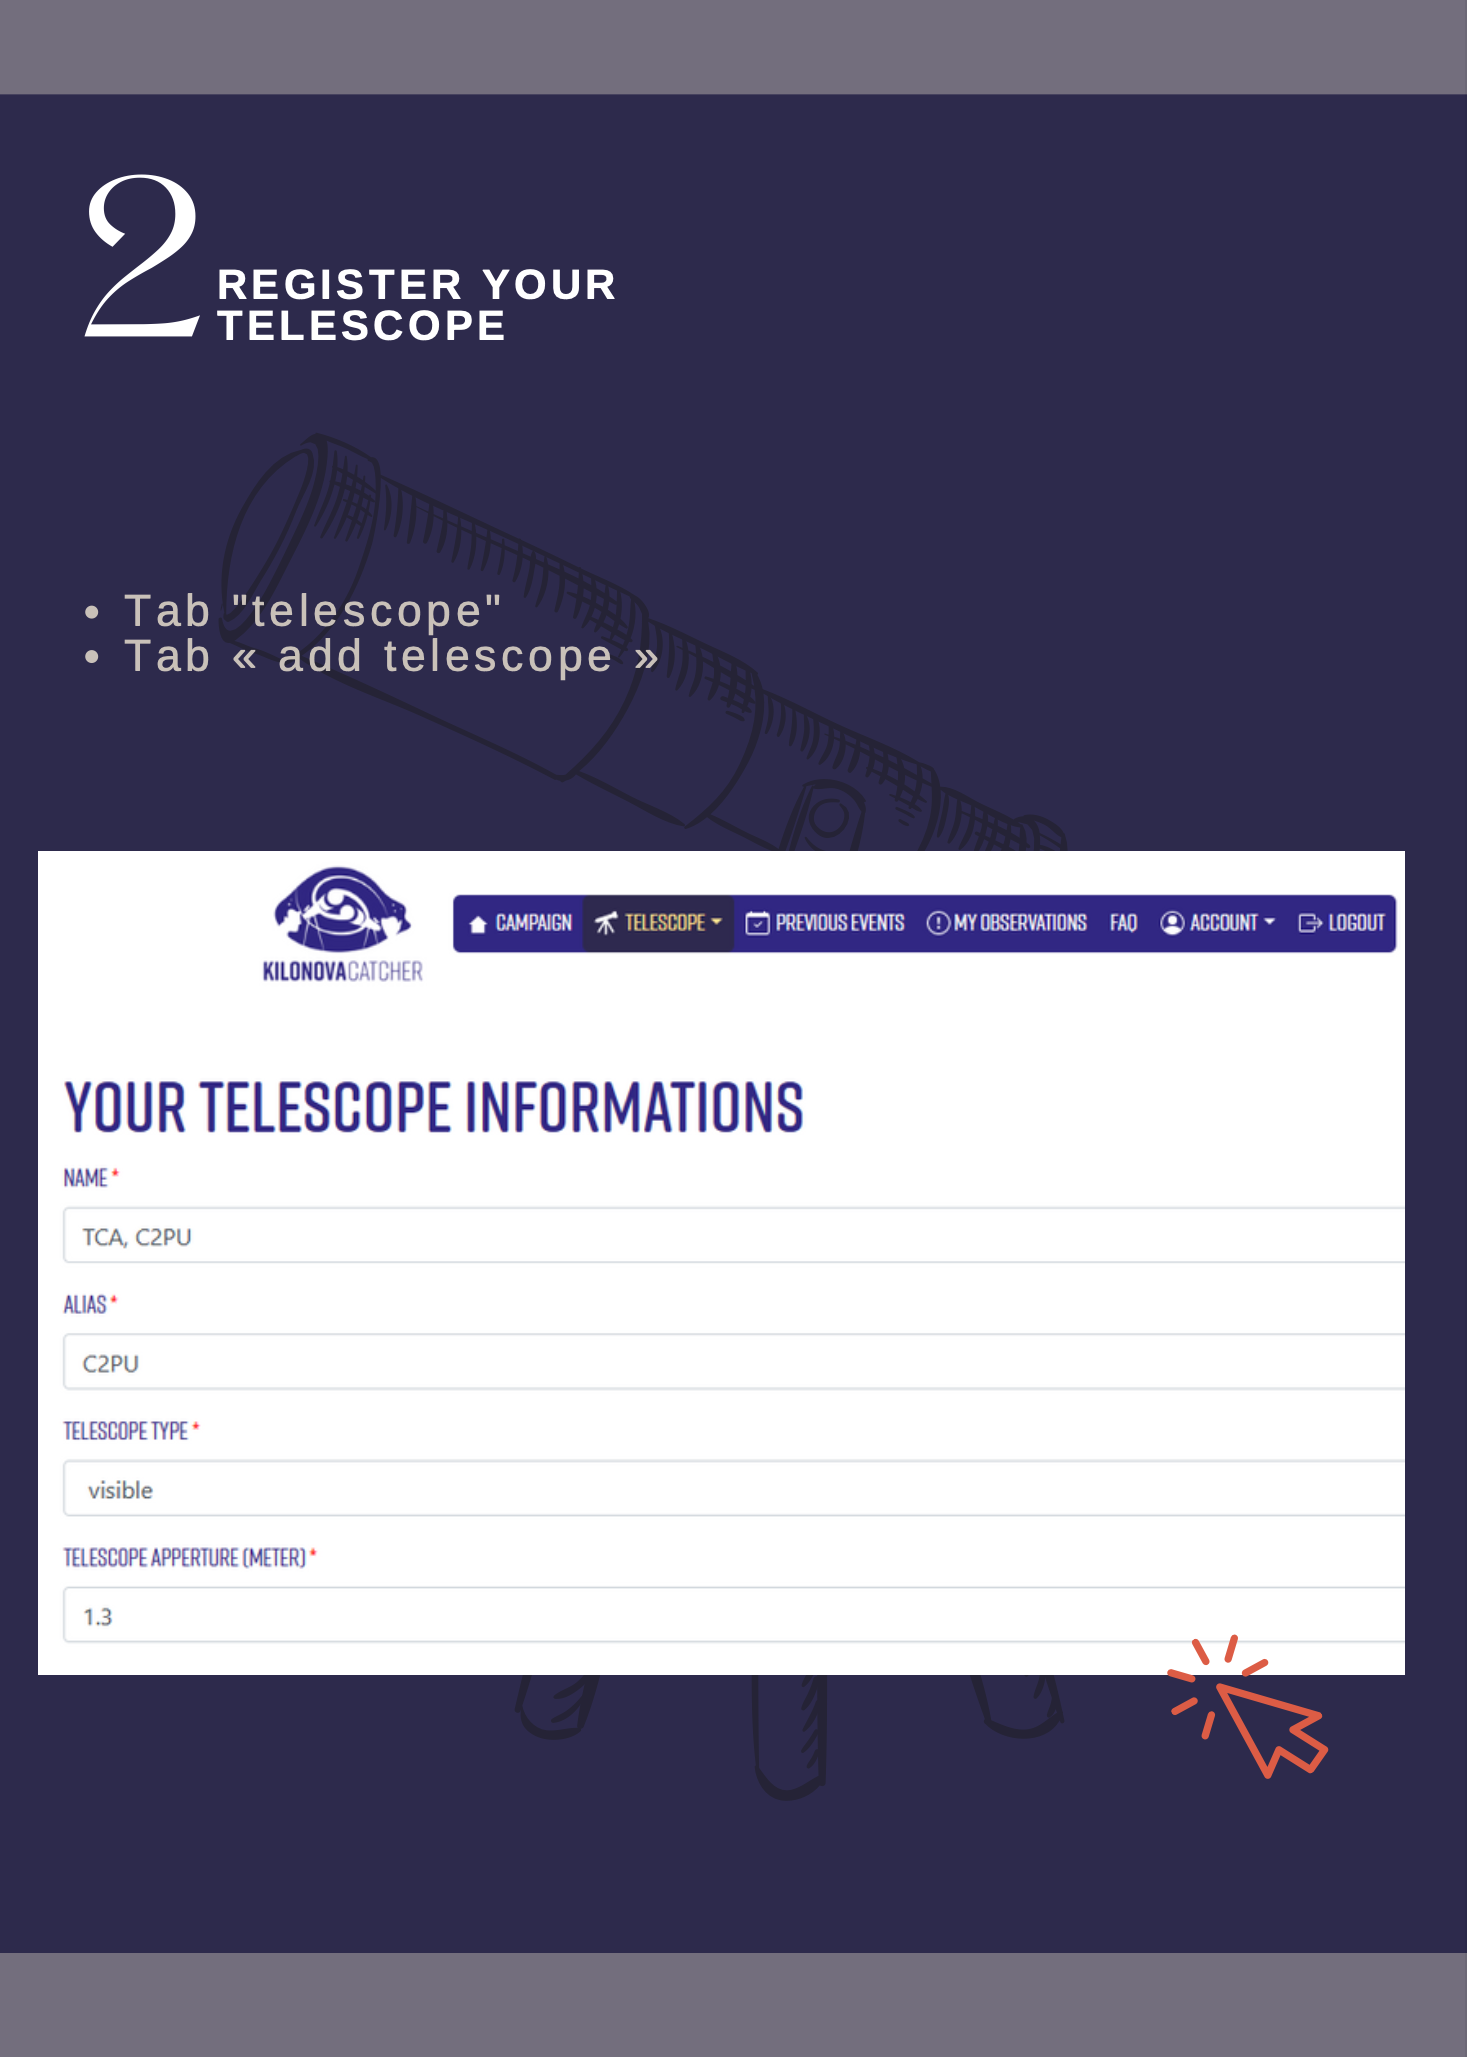 2 REGISTER YOUR
TELESCOPE
• Tab "telescope"
• Tab « add telescope »
KILONOVACATCHER
CAMPAIGN TELESCOPE PREVIOUS EVENTS MY OBSERVATIONS FAQ ACCOUNT LOGOUT
YOUR TELESCOPE INFORMATIONS
NAME *
TCA, C2PU
ALIAS *
C2PU
TELESCOPE TYPE *
visible
TELESCOPE APPERTURE (METER) *
1.3